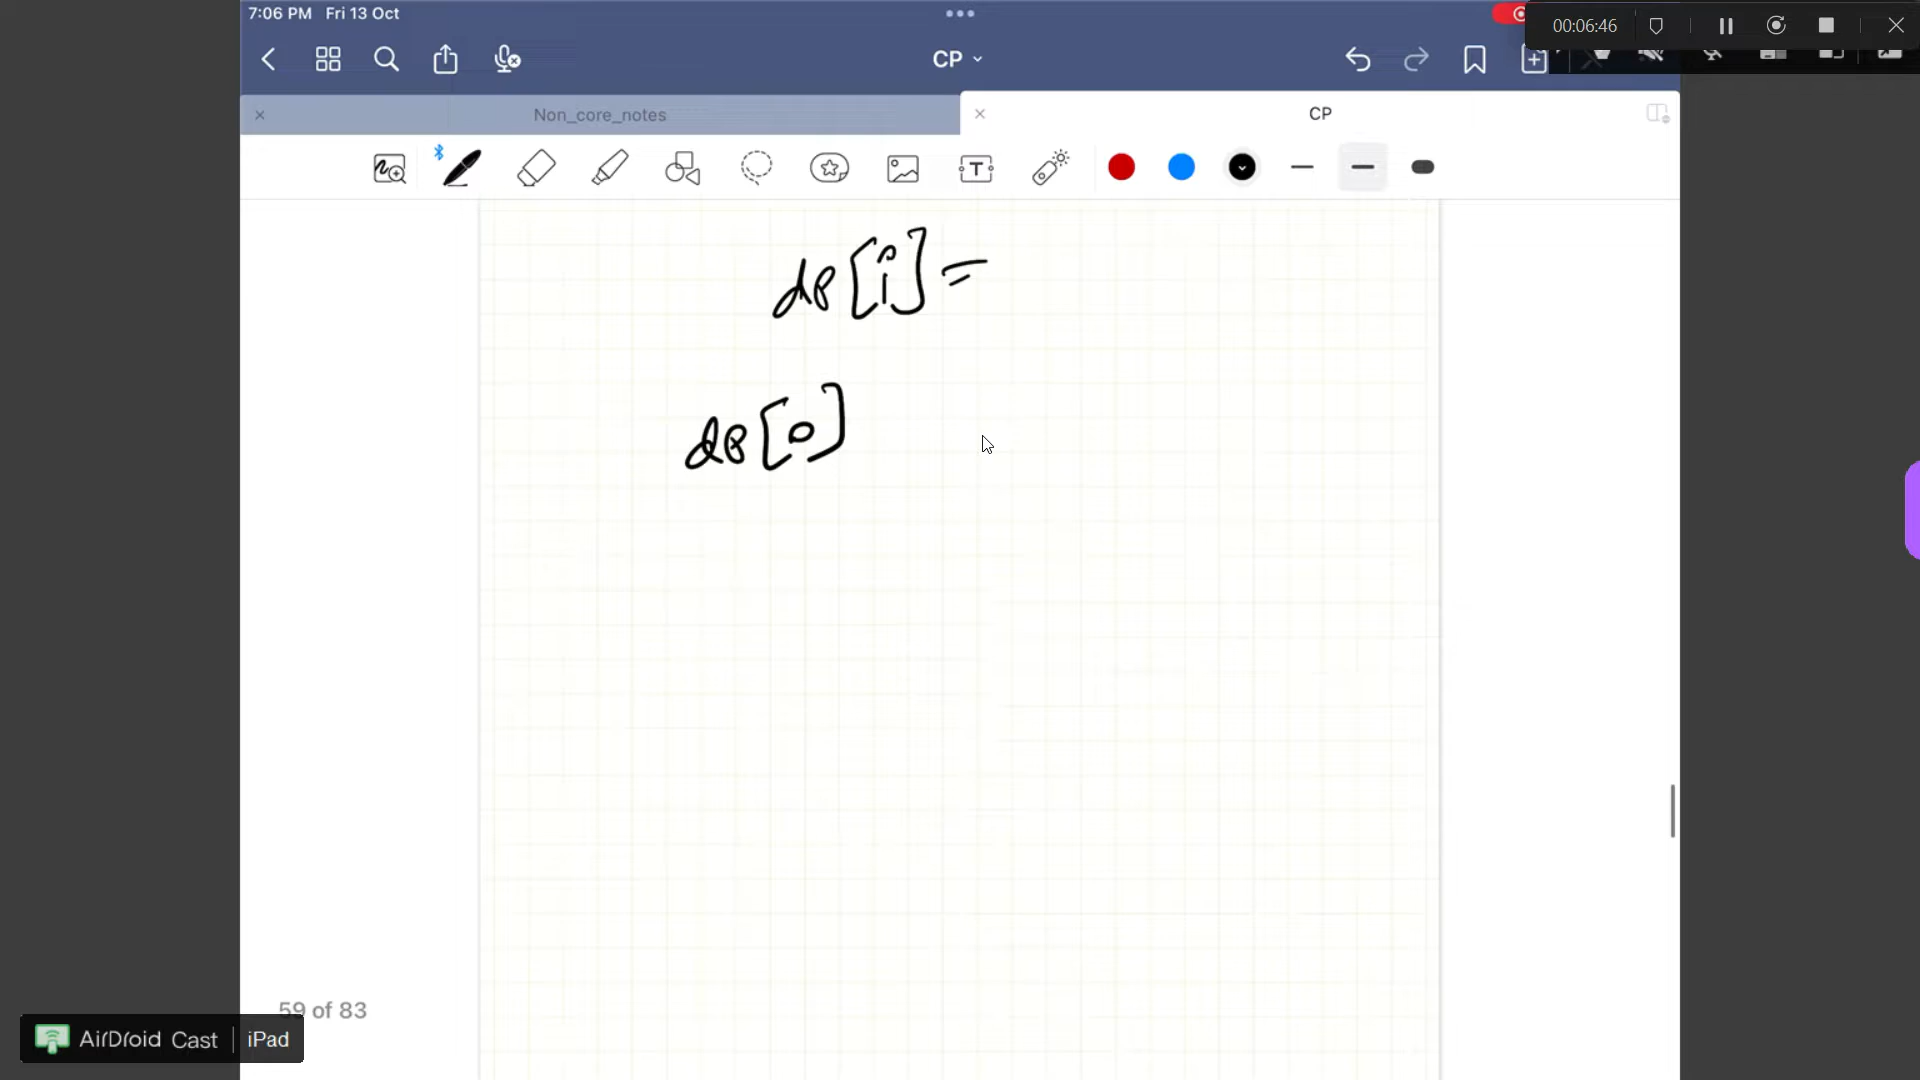 7:06 PM Fri 13 Oct
00:06:46
CP
Non_core_notes
CP
T
dp[i] =
dp[0]
59 of 83
AirDroid Cast iPad